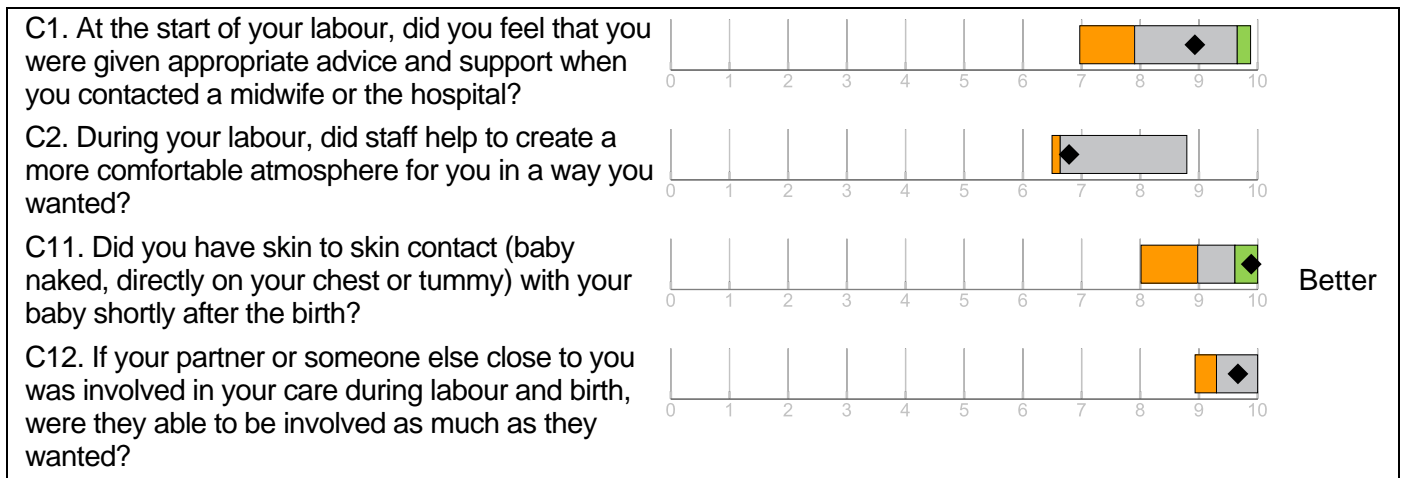 C1. At the start of your labour, did you feel that you
were given appropriate advice and support when
you contacted a midwife or the hospital?
0 1 2 3 4 5 6 7 8 9 10
C2. During your labour, did staff help to create a
more comfortable atmosphere for you in a way you
wanted?
0 1 2 3 4 5 6 7 8 9 10
C11. Did you have skin to skin contact (baby
naked, directly on your chest or tummy) with your
baby shortly after the birth?
0 1 2 3 4 5 6 7 8 9 10
Better
C12. If your partner or someone else close to you
was involved in your care during labour and birth,
were they able to be involved as much as they
wanted?
0 1 2 3 4 5 6 7 8 9 10